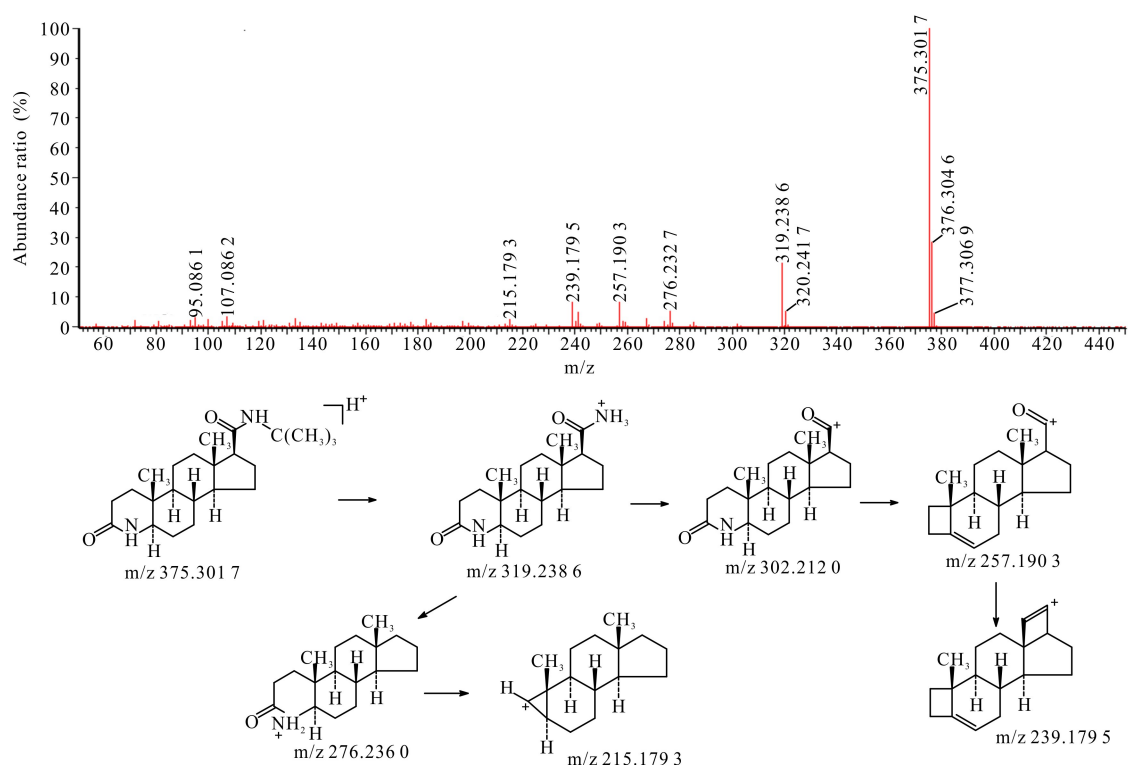 100
90
80
70
60
50
40
30
20
10
0
Abundance ratio (%)
95.086 1
107.086 2
215.179 3
239.179 5
257.190 3
276.232 7
319.238 6
320.241 7
375.301 7
376.304 6
377.306 9
60 80 100 120 140 160 180 200 220 240 260 280 300 320 340 360 380 400 420 440
m/z
O NH H+
C(CH3)3
CH3
CH3 H
H H
O N H
H
m/z 375.301 7
O +NH3
CH3
CH3 H
H H
O N H
H
m/z 319.238 6
O +
CH3
CH3 H
H H
O N H
H
m/z 302.212 0
O +
CH3
CH3 H
H H
m/z 257.190 3
CH3
CH3 H
H H
O NH2 +
H
m/z 276.236 0
CH3
CH3 H
H + H H
H
m/z 215.179 3
+
CH3 H
H H
m/z 239.179 5